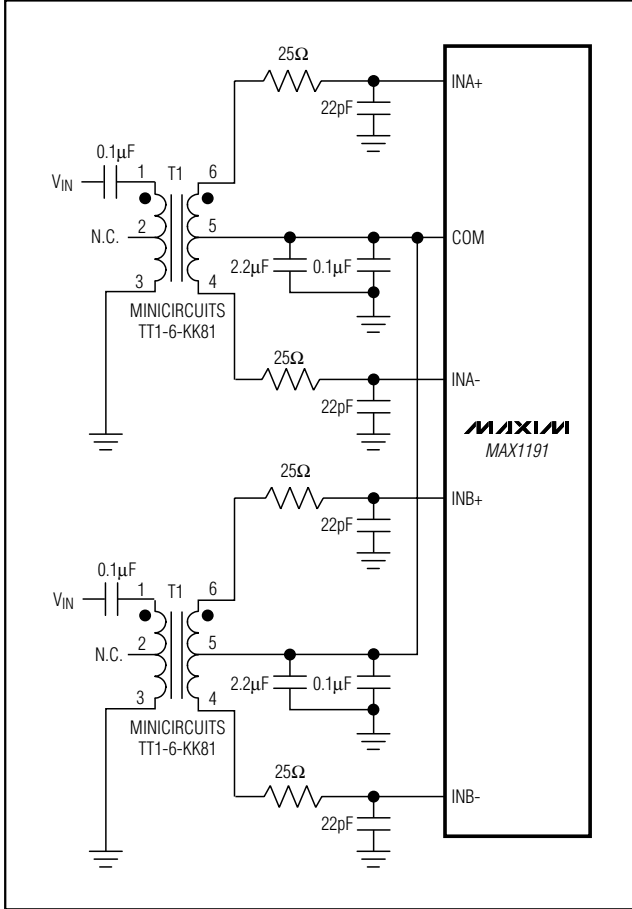 25Ω
INA+
22pF
0.1μF
1
T1
6
VIN
2
5
N.C.
COM
3
4
2.2μF
0.1μF
MINICIRCUITS
TT1-6-KK81
25Ω
INA-
22pF
MAXIM
MAX1191
25Ω
INB+
22pF
0.1μF
1
T1
6
VIN
2
5
N.C.
3
4
2.2μF
0.1μF
MINICIRCUITS
TT1-6-KK81
25Ω
INB-
22pF